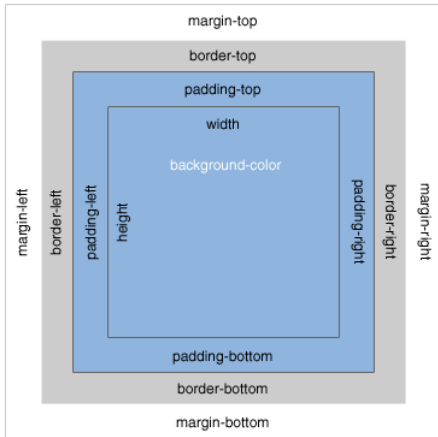 margin-top
border-top
padding-top
width
background-color
margin-left
border-left
padding-left
height
padding-right
border-right
margin-right
padding-bottom
border-bottom
margin-bottom